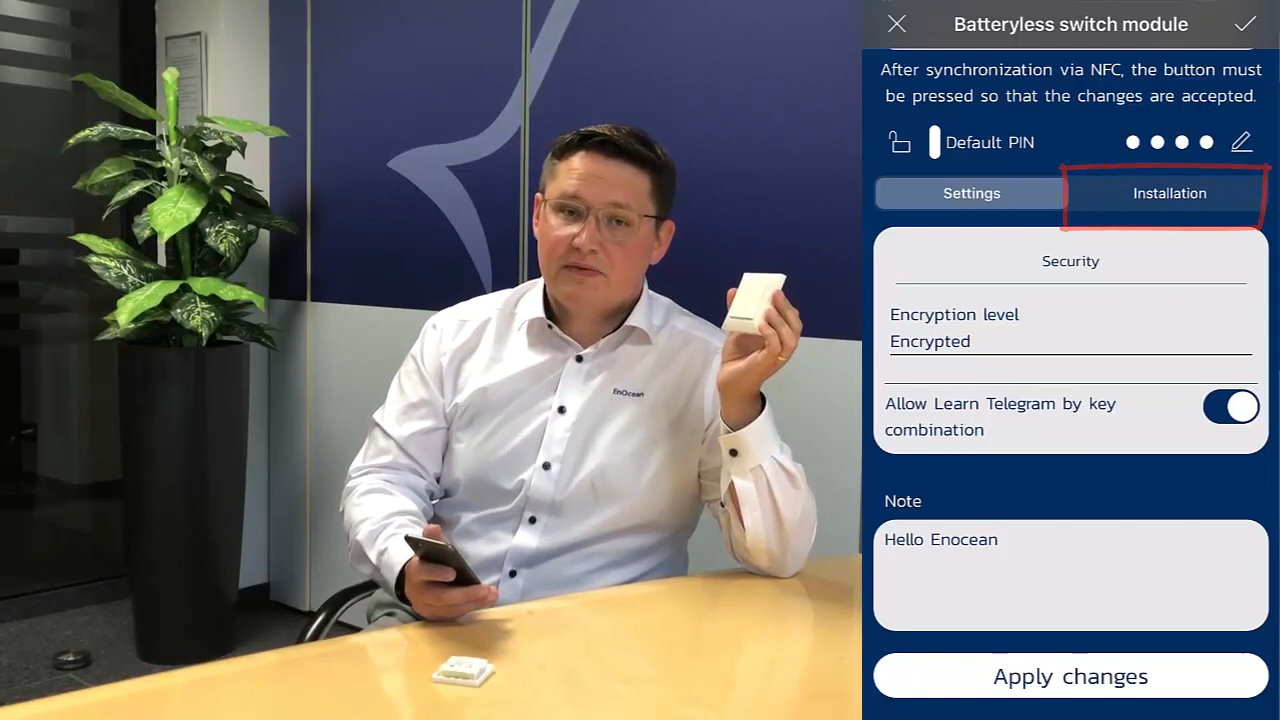 Batteryless switch module
After synchronization via NFC, the button must
be pressed so that the changes are accepted.
Default PIN
Settings
Installation
Security
Encryption level
Encrypted
Allow Learn Telegram by key
combination
Note
Hello Enocean
Apply changes
EnOcean